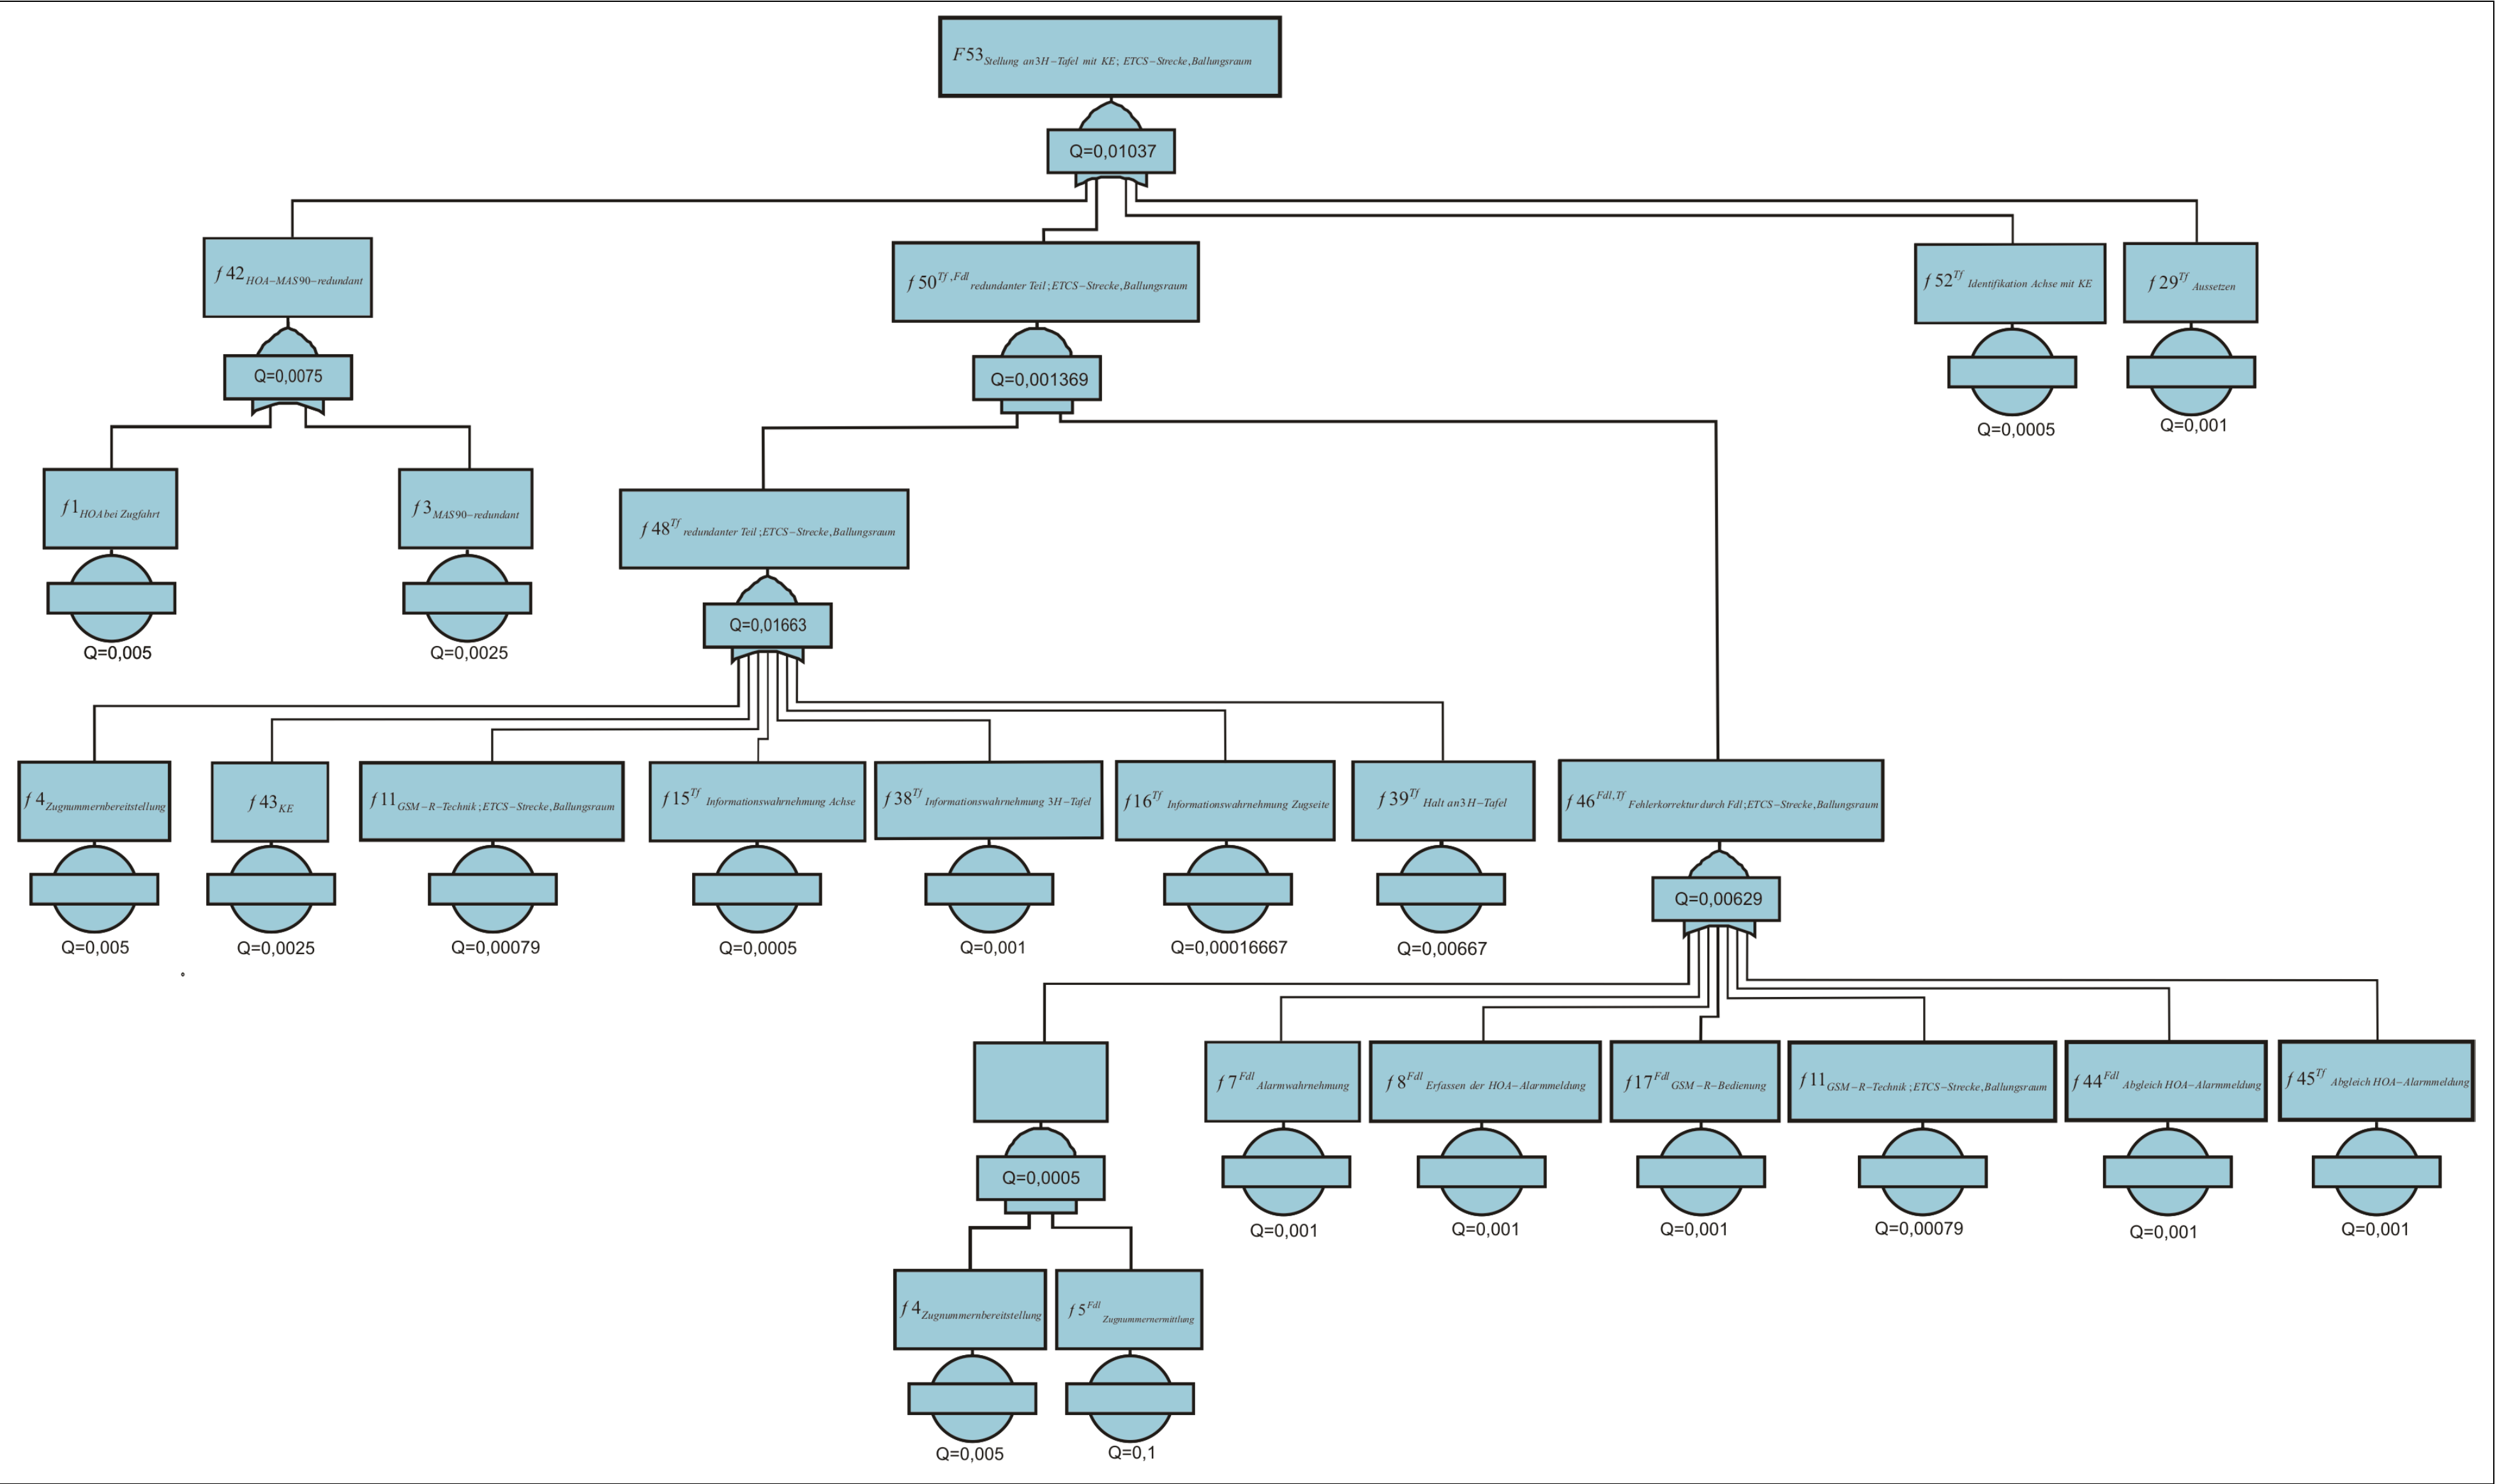 F53 Stellung an3H-Tafel mit KE; ETCS-Strecke,Ballungsraum
Q=0,01037
f42 HOA-MAS90-redundant
f50 Tf,Fdl redundanter Teil;ETCS-Strecke,Ballungsraum
f52 Tf Identifikation Achse mit KE
f29 Tf Aussetzen
Q=0,0075
Q=0,001369
Q=0,0005
Q=0,001
f1 HOAbei Zugfahrt
f3 MAS90-redundant
f48 Tf redundanter Teil;ETCS-Strecke,Ballungsraum
Q=0,005
Q=0,0025
Q=0,01663
f4 Zugnummernbereitstellung
f43 KE
f11 GSM-R-Technik;ETCS-Strecke,Ballungsraum
f15 Tf Informationswahrnehmung Achse
f38 Tf Informationswahrnehmung 3H-Tafel
f16 Tf Informationswahrnehmung Zugseite
f39 Tf Halt an3H-Tafel
f46 Fdl,Tf Fehlerkorrektur durch Fdl;ETCS-Strecke,Ballungsraum
Q=0,005
Q=0,0025
Q=0,00079
Q=0,0005
Q=0,001
Q=0,00016667
Q=0,00667
Q=0,00629
f7 Fdl Alarmwahrnehmung
f8 Fdl Erfassen der HOA-Alarmmeldung
f17 Fdl GSM-R-Bedienung
f11 GSM-R-Technik;ETCS-Strecke,Ballungsraum
f44 Fdl Abgleich HOA-Alarmmeldung
f45 Tf Abgleich HOA-Alarmmeldung
Q=0,0005
Q=0,001
Q=0,001
Q=0,001
Q=0,00079
Q=0,001
Q=0,001
f4 Zugnummernbereitstellung
f5 Fdl Zugnummernermittlung
Q=0,005
Q=0,1